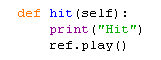 def hit(self):
    print("Hit")
    ref.play()